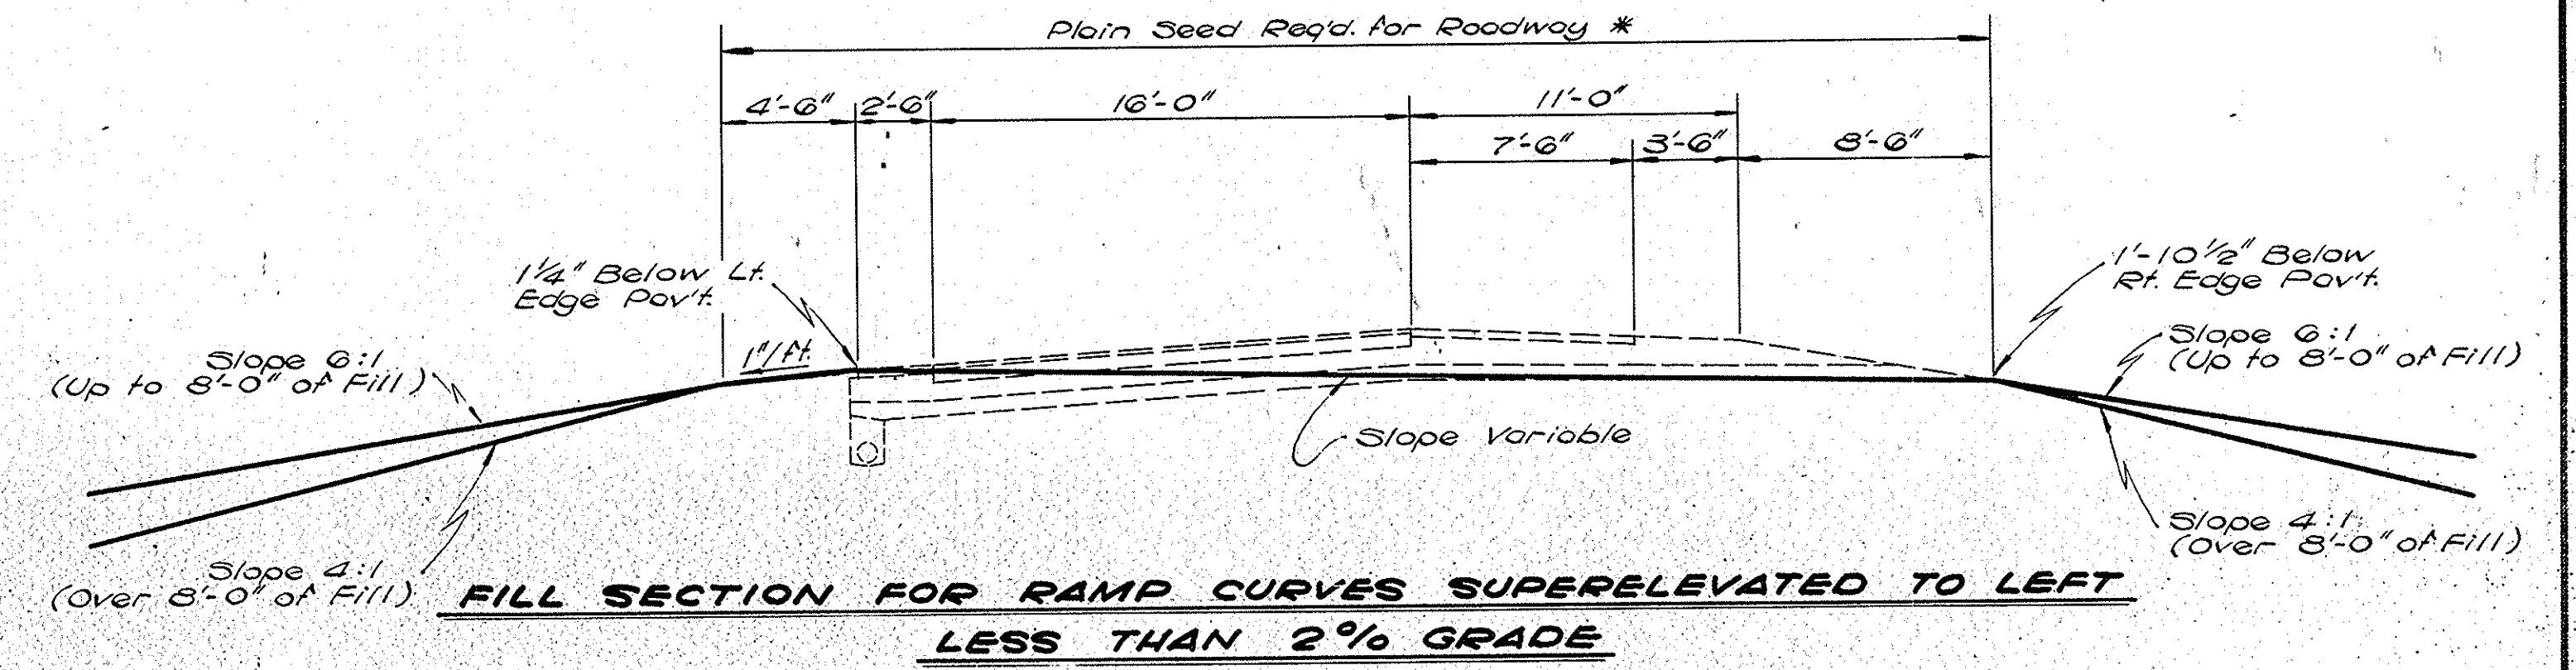 Plain Seed Req'd. for Roadway *
4'-6" 2'-6" 16'-0" 11'-0"
7'-6" 3'-6" 8'-6"
1¼" Below Lt.
Edge Pav't.
1'-10½" Below
Rt. Edge Pav't.
1"/ft.
Slope 6:1
(Up to 8'-0" of Fill)
Slope 6:1
(Up to 8'-0" of Fill)
Slope Variable
Slope 4:1
(Over 8'-0" of Fill)
Slope 4:1
(Over 8'-0" of Fill)
FILL SECTION FOR RAMP CURVES SUPERELEVATED TO LEFT
LESS THAN 2% GRADE